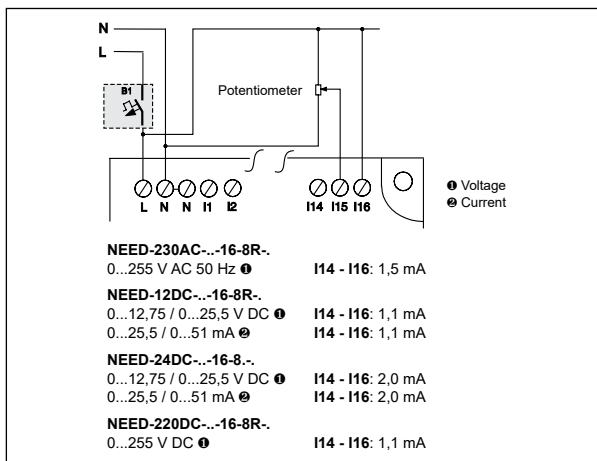 N
L
B1
Potentiometer
L N N I1 I2 I14 I15 I16
❶ Voltage
❷ Current
NEED-230AC-..-16-8R-.
0...255 V AC 50 Hz ❶ I14 - I16: 1,5 mA
NEED-12DC-..-16-8R-.
0...12,75 / 0...25,5 V DC ❶ I14 - I16: 1,1 mA
0...25,5 / 0...51 mA ❷ I14 - I16: 1,1 mA
NEED-24DC-..-16-8.-.
0...12,75 / 0...25,5 V DC ❶ I14 - I16: 2,0 mA
0...25,5 / 0...51 mA ❷ I14 - I16: 2,0 mA
NEED-220DC-..-16-8R-.
0...255 V DC ❶ I14 - I16: 1,1 mA